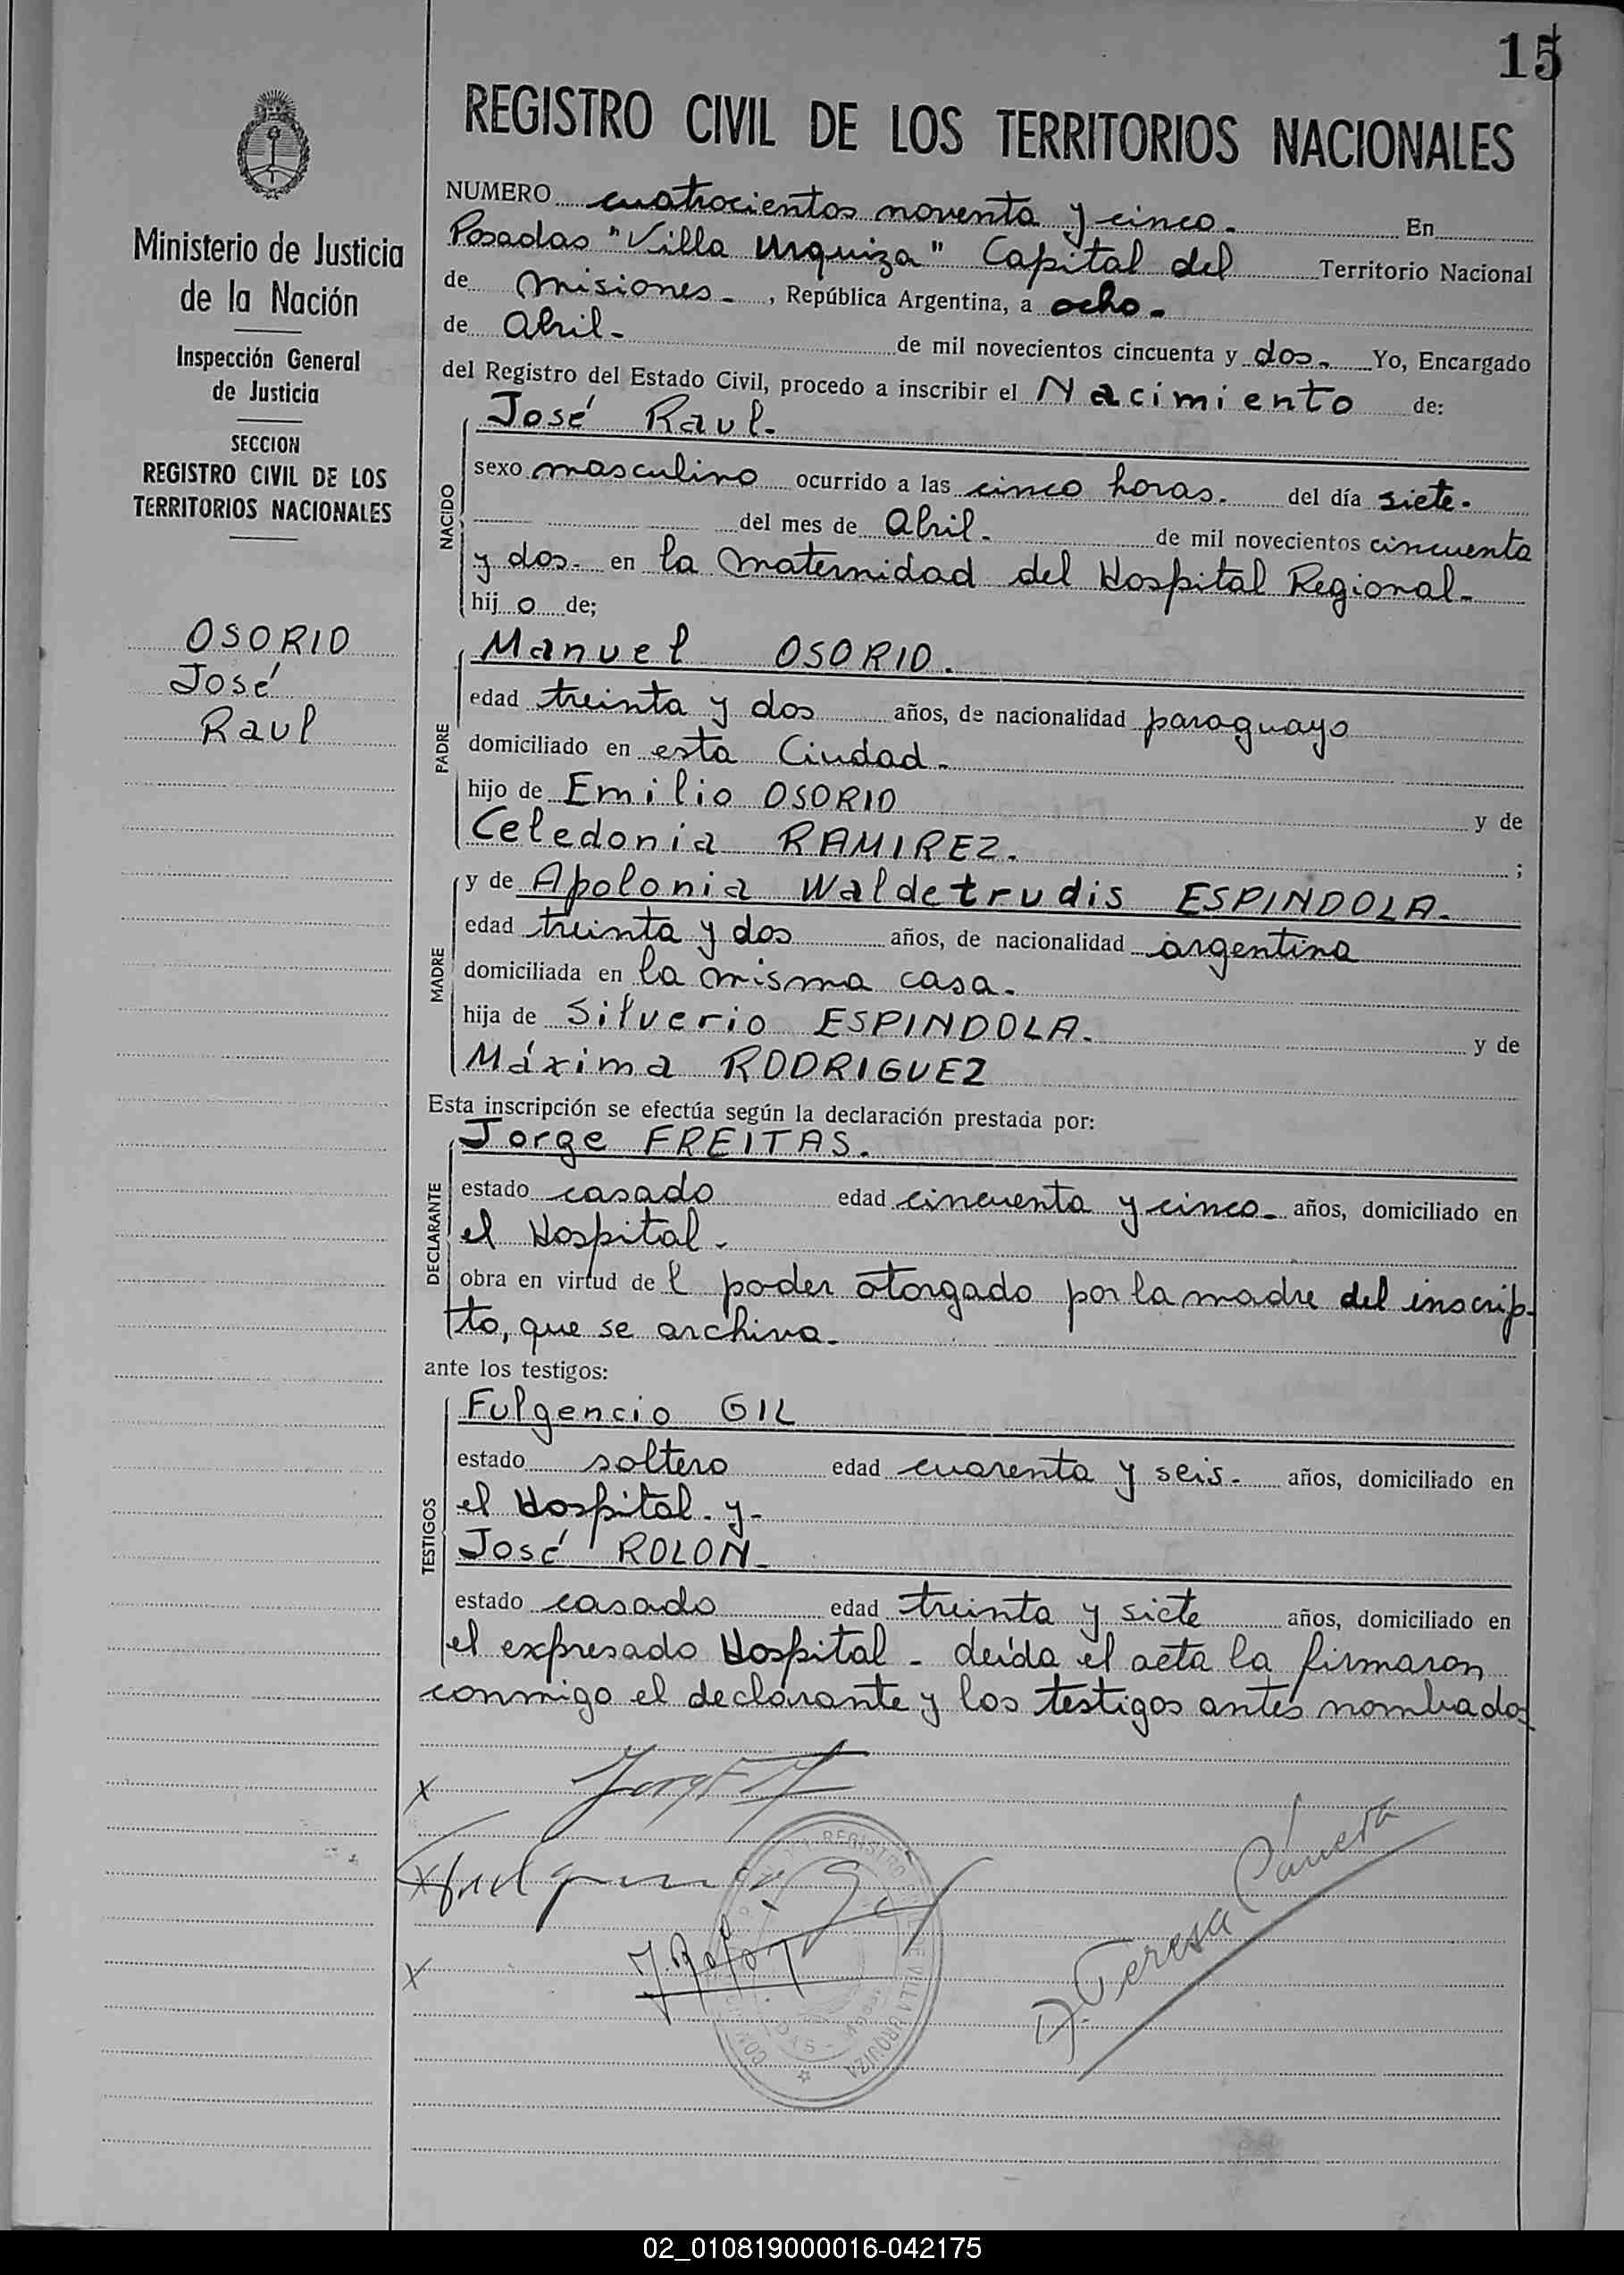 15
REGISTRO CIVIL DE LOS TERRITORIOS NACIONALES
Ministerio de Justicia
de la Nación
Inspección General
de Justicia
SECCION
REGISTRO CIVIL DE LOS
TERRITORIOS NACIONALES
OSORIO
José
Raul
NUMERO cuatrocientos noventa y cinco. En
Posadas "Villa Urquiza" Capital del Territorio Nacional
de Misiones. , República Argentina, a ocho.
de Abril. de mil novecientos cincuenta y dos. Yo, Encargado
del Registro del Estado Civil, procedo a inscribir el Nacimiento de:
NACIDO
José Raul.
sexo masculino ocurrido a las cinco horas. del día siete.
del mes de Abril. de mil novecientos cincuenta
y dos. en la Maternidad del Hospital Regional.
hij o de;
PADRE
Manuel OSORIO.
edad treinta y dos años, de nacionalidad paraguayo
domiciliado en esta Ciudad.
hijo de Emilio OSORIO y de
Celedonia RAMIREZ. ;
MADRE
y de Apolonia Waldetrudis ESPINDOLA.
edad treinta y dos años, de nacionalidad argentina
domiciliada en la misma casa.
hija de Silverio ESPINDOLA. y de
Máxima RODRIGUEZ
Esta inscripción se efectúa según la declaración prestada por:
DECLARANTE
Jorge FREITAS.
estado casado edad cincuenta y cinco. años, domiciliado en
el Hospital.
obra en virtud de l poder otorgado por la madre del inscrip-
to, que se archiva.
ante los testigos:
TESTIGOS
Fulgencio GIL
estado soltero edad cuarenta y seis. años, domiciliado en
el Hospital. y.
José ROLON.
estado casado edad treinta y siete años, domiciliado en
el expresado Hospital. Leída el acta la firmaron
conmigo el declarante y los testigos antes nombrados
x
x
J. Rolon
x
REGISTRO
DE VILLA URQUIZA
02_010819000016-042175